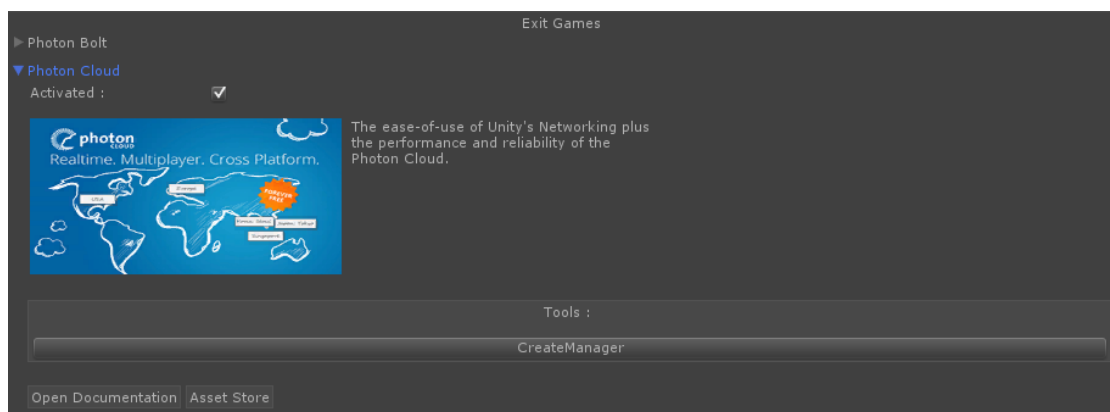 Exit Games
Photon Bolt
Photon Cloud
Activated :
photon
CLOUD
Realtime. Multiplayer. Cross Platform.
Europe
USA
FOREVER
FREE
Singapore
The ease-of-use of Unity's Networking plus
the performance and reliability of the
Photon Cloud.
Tools :
CreateManager
Open Documentation
Asset Store